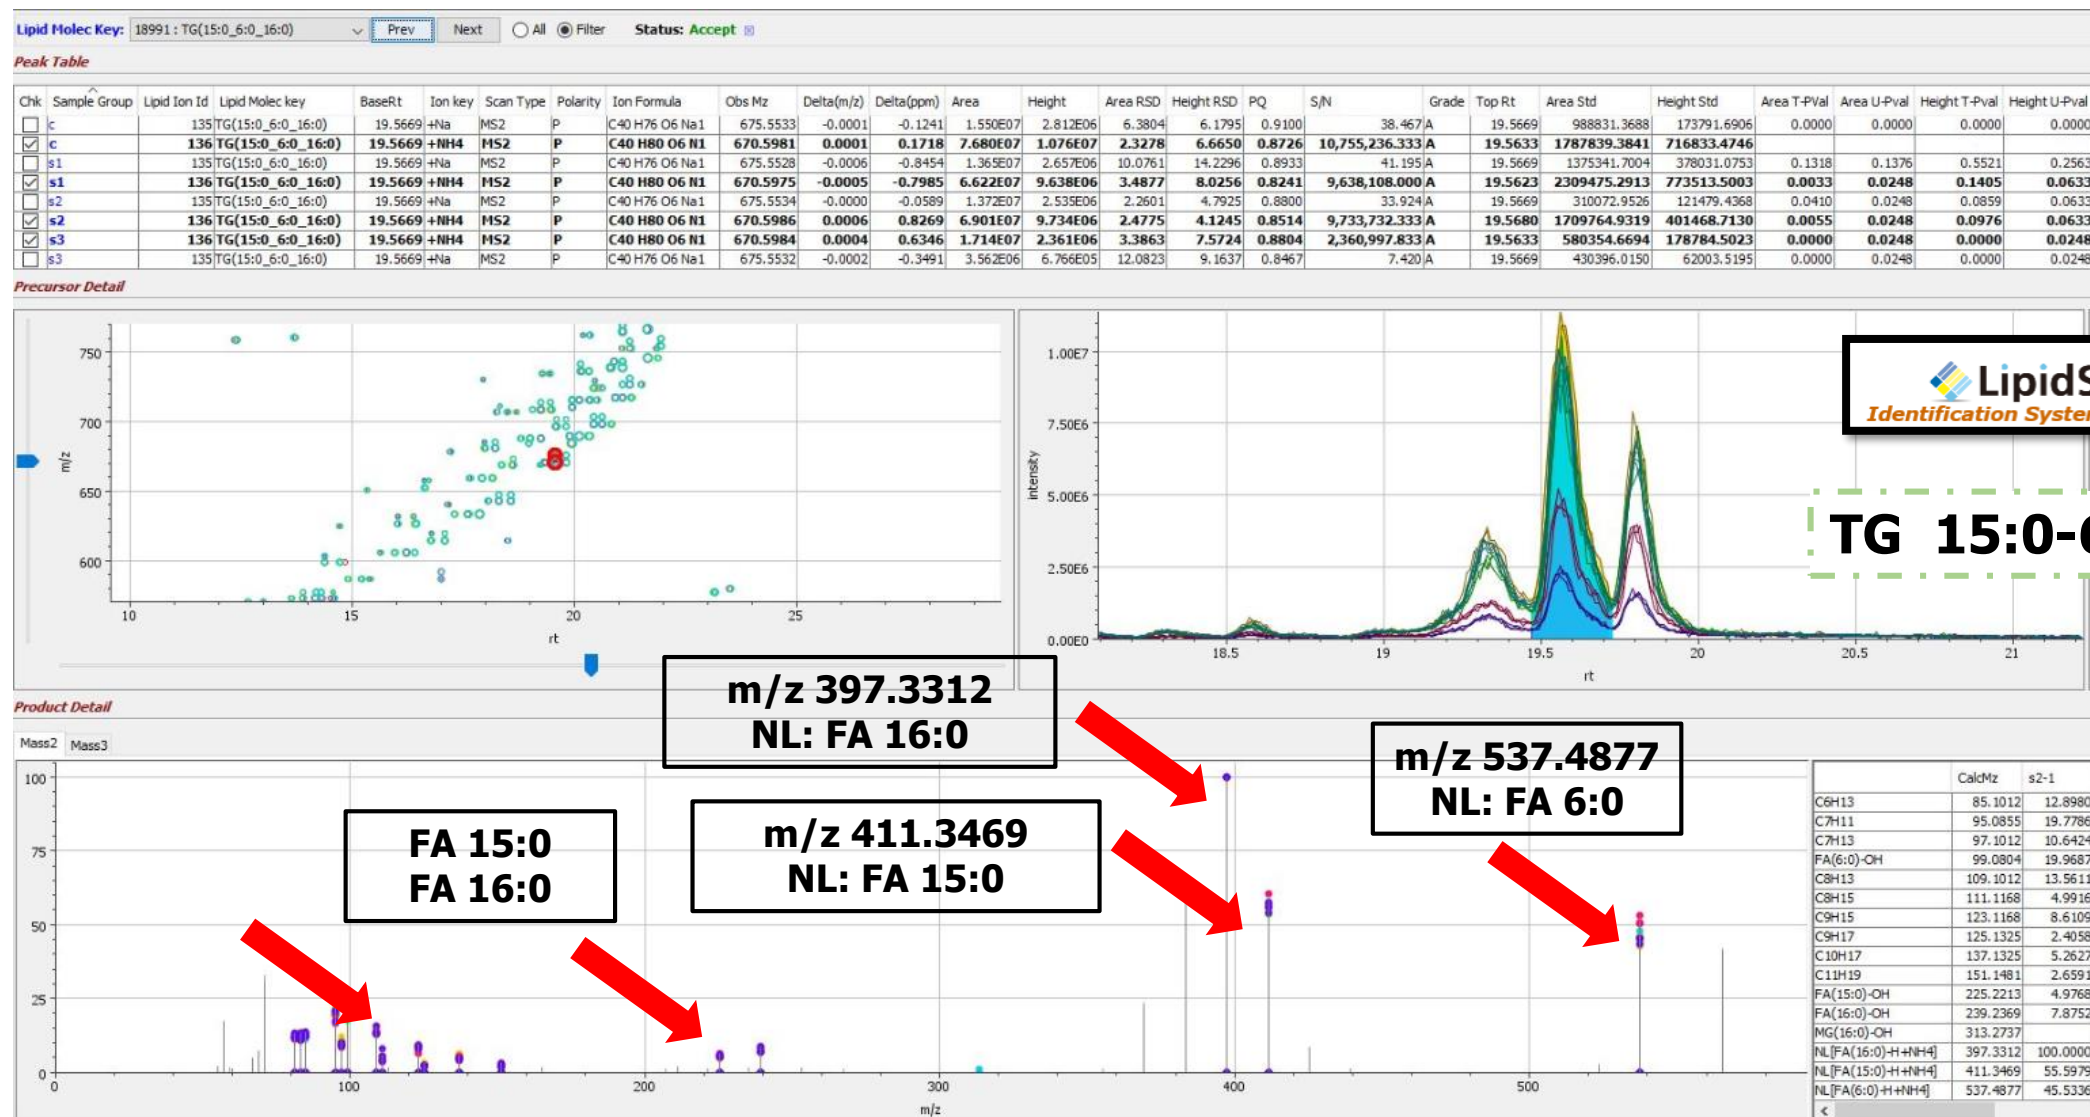 Lipid Molec Key: 18991 : TG(15:0_6:0_16:0) Prev Next All Filter Status: Accept
Peak Table
Chk Sample Group Lipid Ion Id Lipid Molec key BaseRt Ion key Scan Type Polarity Ion Formula Obs Mz Delta(m/z) Delta(ppm) Area Height Area RSD Height RSD PQ S/N Grade Top Rt Area Std Height Std Area T-PVal Area U-Pval Height T-Pval Height U-PVal
c 135 TG(15:0_6:0_16:0) 19.5669 +Na MS2 P C40 H76 O6 Na1 675.5533 -0.0001 -0.1241 1.550E07 2.812E06 6.3804 6.1795 0.9100 38.467 A 19.5669 988831.3688 173791.6906 0.0000 0.0000 0.0000 0.0000
c 136 TG(15:0_6:0_16:0) 19.5669 +NH4 MS2 P C40 H80 O6 N1 670.5981 0.0001 0.1718 7.680E07 1.076E07 2.3278 6.6650 0.8726 10,755,236.333 A 19.5633 1787839.3841 716833.4746
s1 135 TG(15:0_6:0_16:0) 19.5669 +Na MS2 P C40 H76 O6 Na1 675.5528 -0.0006 -0.8454 1.365E07 2.657E06 10.0761 14.2296 0.8933 41.195 A 19.5669 1375341.7004 378031.0753 0.1318 0.1376 0.5521 0.2563
s1 136 TG(15:0_6:0_16:0) 19.5669 +NH4 MS2 P C40 H80 O6 N1 670.5975 -0.0005 -0.7985 6.622E07 9.638E06 3.4877 8.0256 0.8241 9,638,108.000 A 19.5623 2309475.2913 773513.5003 0.0033 0.0248 0.1405 0.0633
s2 135 TG(15:0_6:0_16:0) 19.5669 +Na MS2 P C40 H76 O6 Na1 675.5534 -0.0000 -0.0589 1.372E07 2.535E06 2.2601 4.7925 0.8800 33.924 A 19.5669 310072.9526 121479.4368 0.0410 0.0248 0.0859 0.0633
s2 136 TG(15:0_6:0_16:0) 19.5669 +NH4 MS2 P C40 H80 O6 N1 670.5986 0.0006 0.8269 6.901E07 9.734E06 2.4775 4.1245 0.8514 9,733,732.333 A 19.5680 1709764.9319 401468.7130 0.0055 0.0248 0.0976 0.0633
s3 136 TG(15:0_6:0_16:0) 19.5669 +NH4 MS2 P C40 H80 O6 N1 670.5984 0.0004 0.6346 1.714E07 2.361E06 3.3863 7.5724 0.8804 2,360,997.833 A 19.5633 580354.6694 178784.5023 0.0000 0.0248 0.0000 0.0248
s3 135 TG(15:0_6:0_16:0) 19.5669 +Na MS2 P C40 H76 O6 Na1 675.5532 -0.0002 -0.3491 3.562E06 6.766E05 12.0823 9.1637 0.8467 7.420 A 19.5669 430396.0150 62003.5195 0.0000 0.0248 0.0000 0.0248
Precursor Detail
750
700
650
600
m/z
10 15 20 25
rt
1.00E7
7.50E6
5.00E6
2.50E6
0.00E0
intensity
18.5 19 19.5 20 20.5 21
rt
LipidS
Identification System
TG 15:0-6
Product Detail
Mass2 Mass3
m/z 397.3312
NL: FA 16:0
m/z 537.4877
NL: FA 6:0
FA 15:0
FA 16:0
m/z 411.3469
NL: FA 15:0
100
75
50
25
0
0 100 200 300 400 500
m/z
CalcMz s2-1
C6H13 85.1012 12.8980
C7H11 95.0855 19.7786
C7H13 97.1012 10.6424
FA(6:0)-OH 99.0804 19.9687
C8H13 109.1012 13.5611
C8H15 111.1168 4.9916
C9H15 123.1168 8.6109
C9H17 125.1325 2.4058
C10H17 137.1325 5.2627
C11H19 151.1481 2.6591
FA(15:0)-OH 225.2213 4.9768
FA(16:0)-OH 239.2369 7.8752
MG(16:0)-OH 313.2737
NL[FA(16:0)-H+NH4] 397.3312 100.0000
NL[FA(15:0)-H+NH4] 411.3469 55.5979
NL[FA(6:0)-H+NH4] 537.4877 45.5336